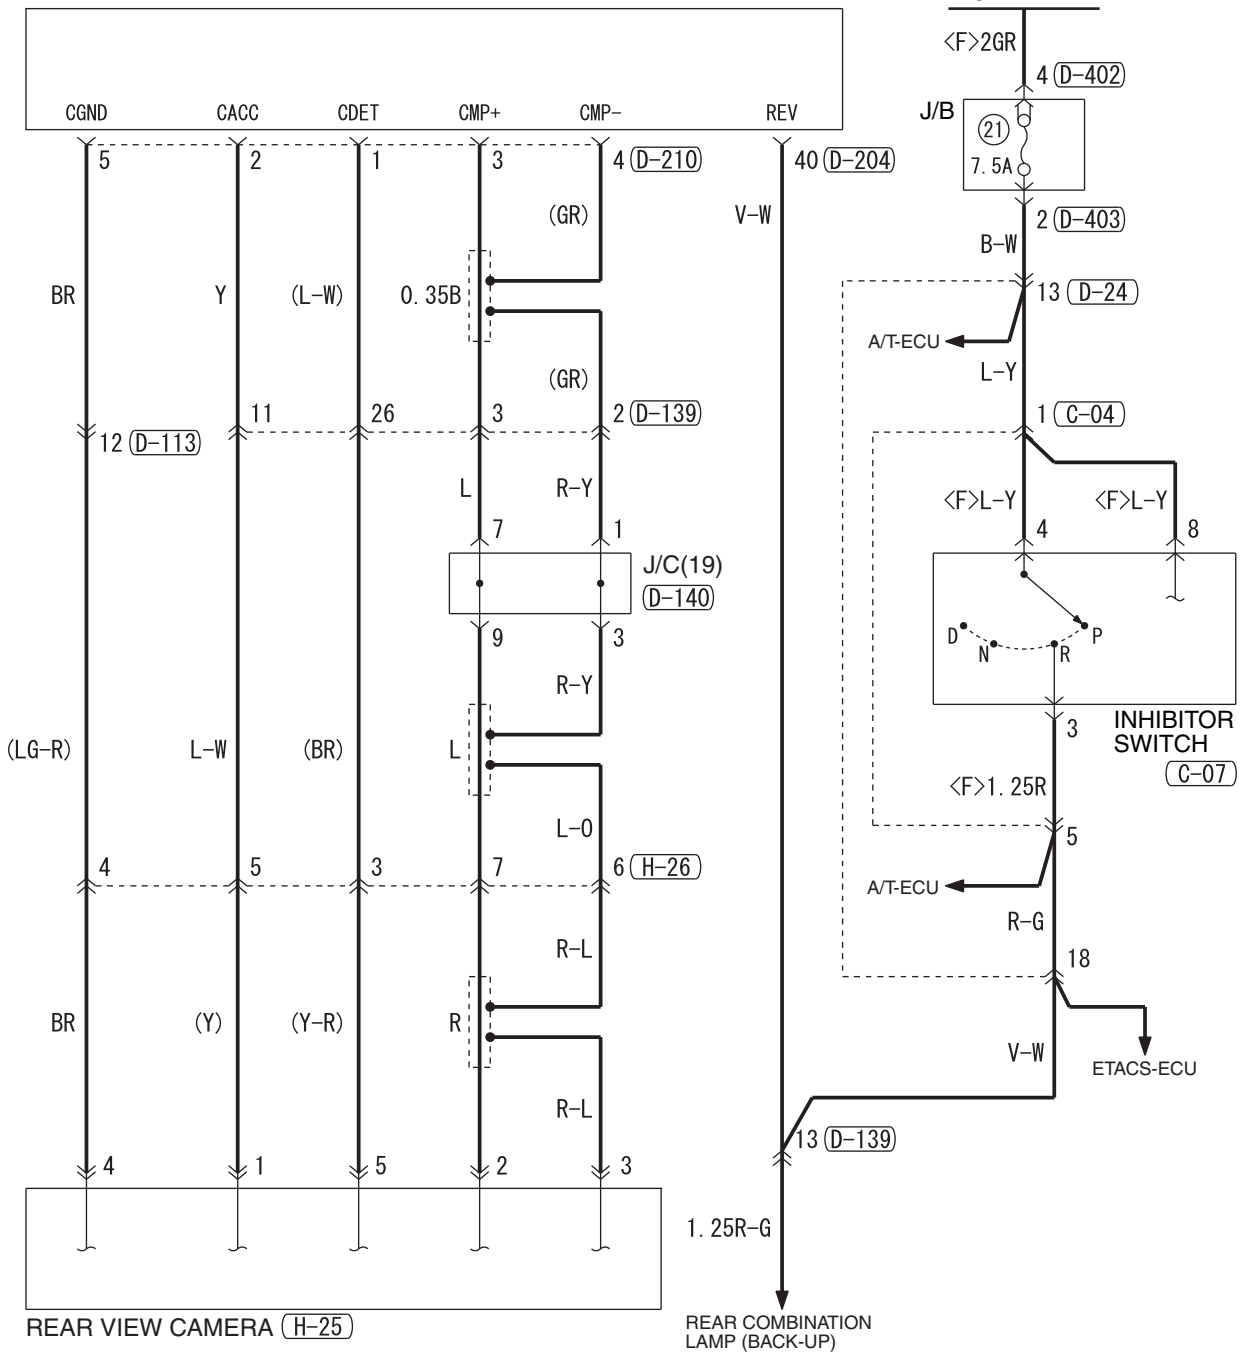 <F>2GR
4 D-402
J/B
CGND CACC CDET CMP+ CMP- REV
21
7.5A
5 2 1 3 4 D-210 40 D-204
(GR) V-W
2 D-403
B-W
BR Y (L-W) 0.35B
13 D-24
A/T-ECU
L-Y
(GR)
11 26 3 2 D-139
1 C-04
12 D-113
L R-Y
<F>L-Y <F>L-Y
7 1 4 8
J/C(19)
D-140
9 3
D N R P
R-Y
INHIBITOR
SWITCH
C-07
3
(LG-R) L-W (BR) L
<F>1.25R
L-O
5
4 5 3 7 6 H-26
A/T-ECU
R-G
R-L
18
BR (Y) (Y-R) R
V-W
ETACS-ECU
R-L
13 D-139
4 1 5 2 3
1.25R-G
REAR VIEW CAMERA H-25
REAR COMBINATION
LAMP (BACK-UP)